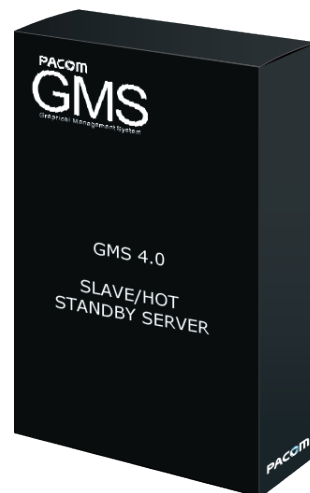 PACOM
GMS
Graphical Management System
GMS 4.0
SLAVE/HOT
STANDBY SERVER
PACOM